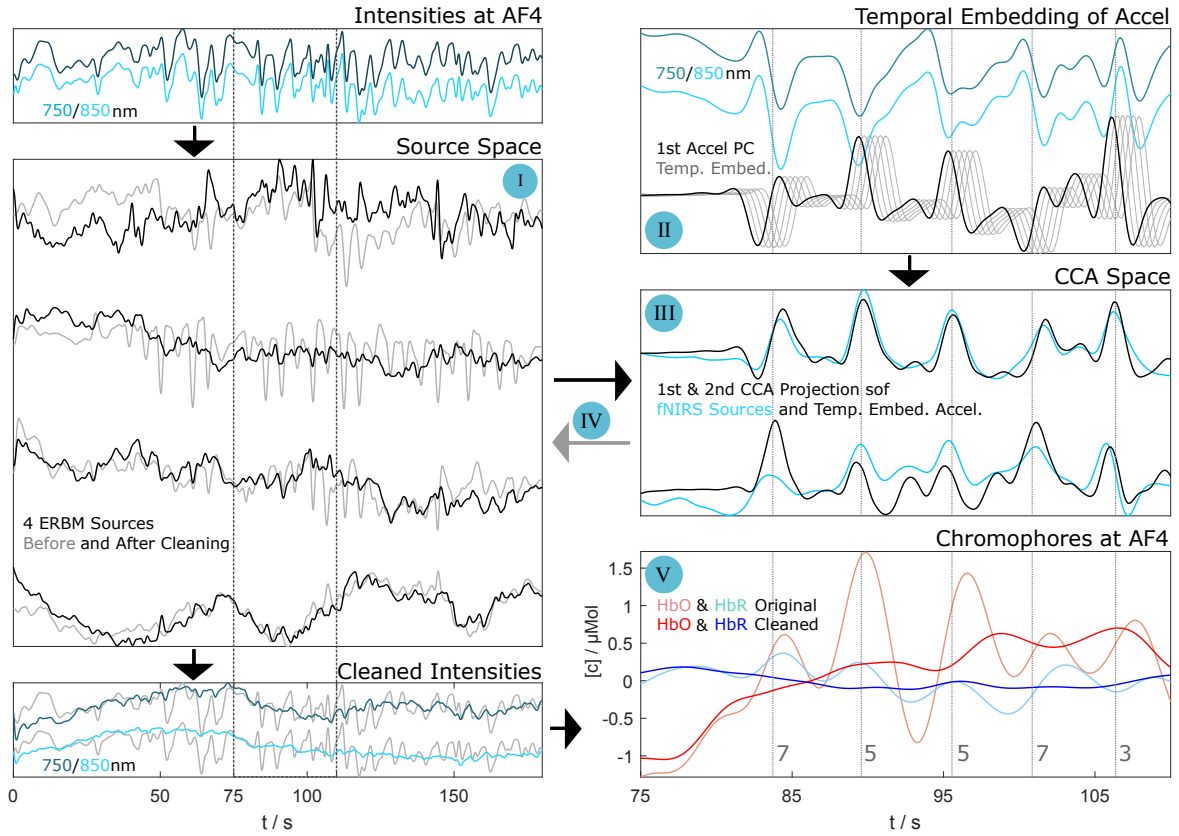 Intensities at AF4
750/850nm
Source Space
I
4 ERBM Sources
Before and After Cleaning
Cleaned Intensities
750/850nm
0 50 75 100 150
t / s
Temporal Embedding of Accel
750/850nm
1st Accel PC
Temp. Embed.
II
CCA Space
III
1st & 2nd CCA Projection sof
fNIRS Sources and Temp. Embed. Accel.
IV
Chromophores at AF4
V
HbO & HbR Original
HbO & HbR Cleaned
[c] / µMol
1.5
1
0.5
0
-0.5
-1
7 5 5 7 3
75 85 95 105
t / s